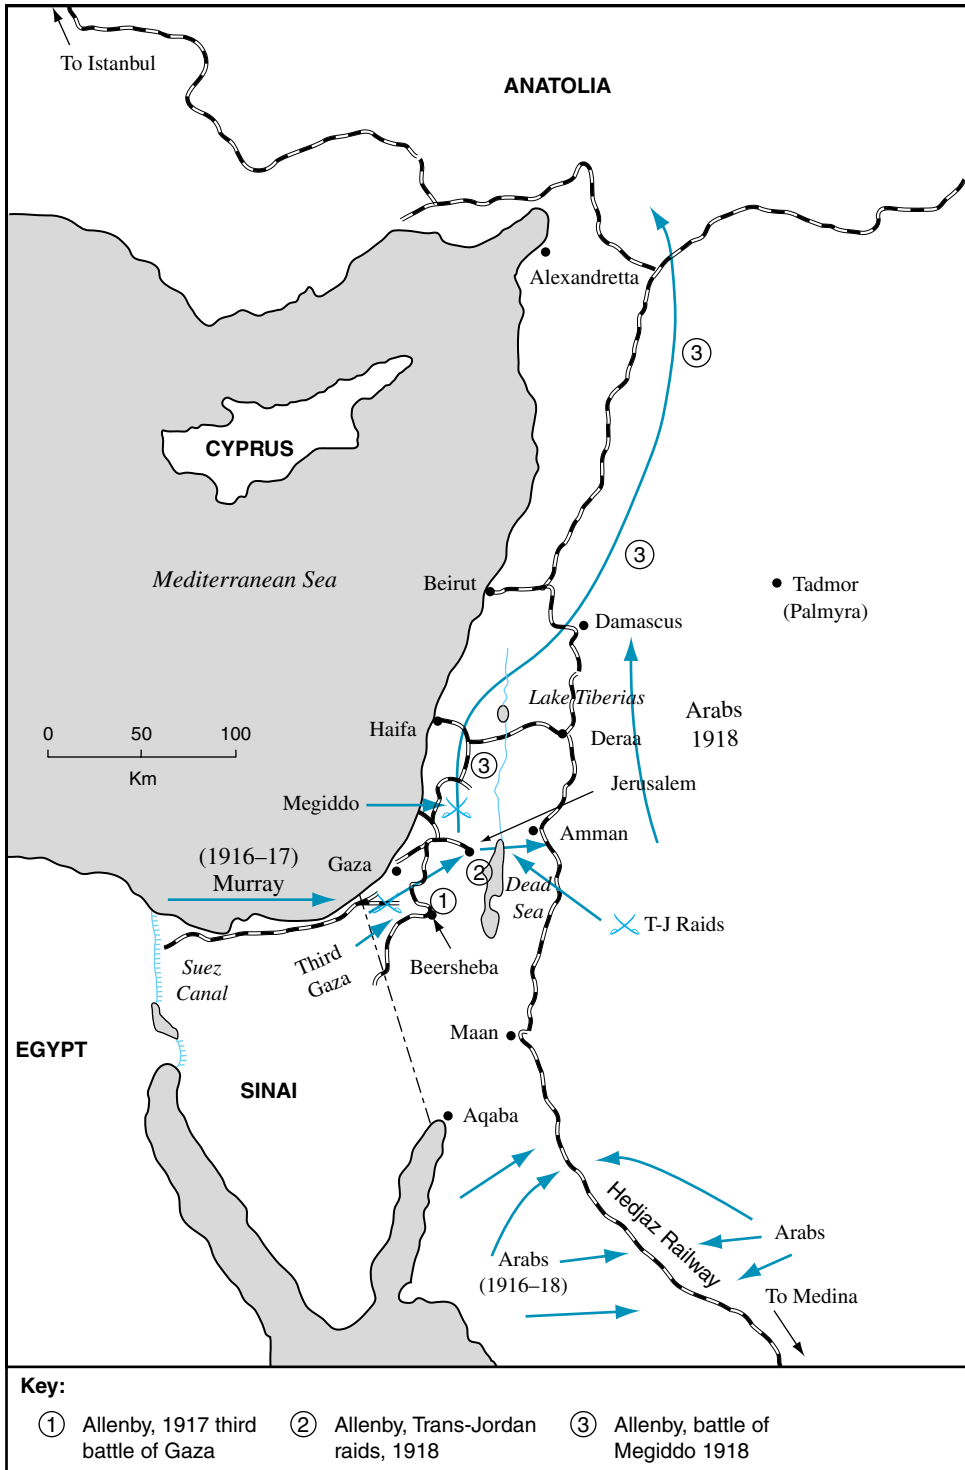 To Istanbul
ANATOLIA
Alexandretta
3
CYPRUS
3
Mediterranean Sea
Beirut
Tadmor
(Palmyra)
Damascus
Lake Tiberias
Arabs
1918
0 50 100
Km
Haifa
Deraa
3
Jerusalem
Megiddo
Amman
(1916–17)
Murray
Gaza
2
Dead
Sea
1
T-J Raids
Third
Gaza
Beersheba
Suez
Canal
Maan
EGYPT
SINAI
Aqaba
Hedjaz Railway
Arabs
Arabs
(1916–18)
To Medina
Key:
1 Allenby, 1917 third
battle of Gaza
2 Allenby, Trans-Jordan
raids, 1918
3 Allenby, battle of
Megiddo 1918